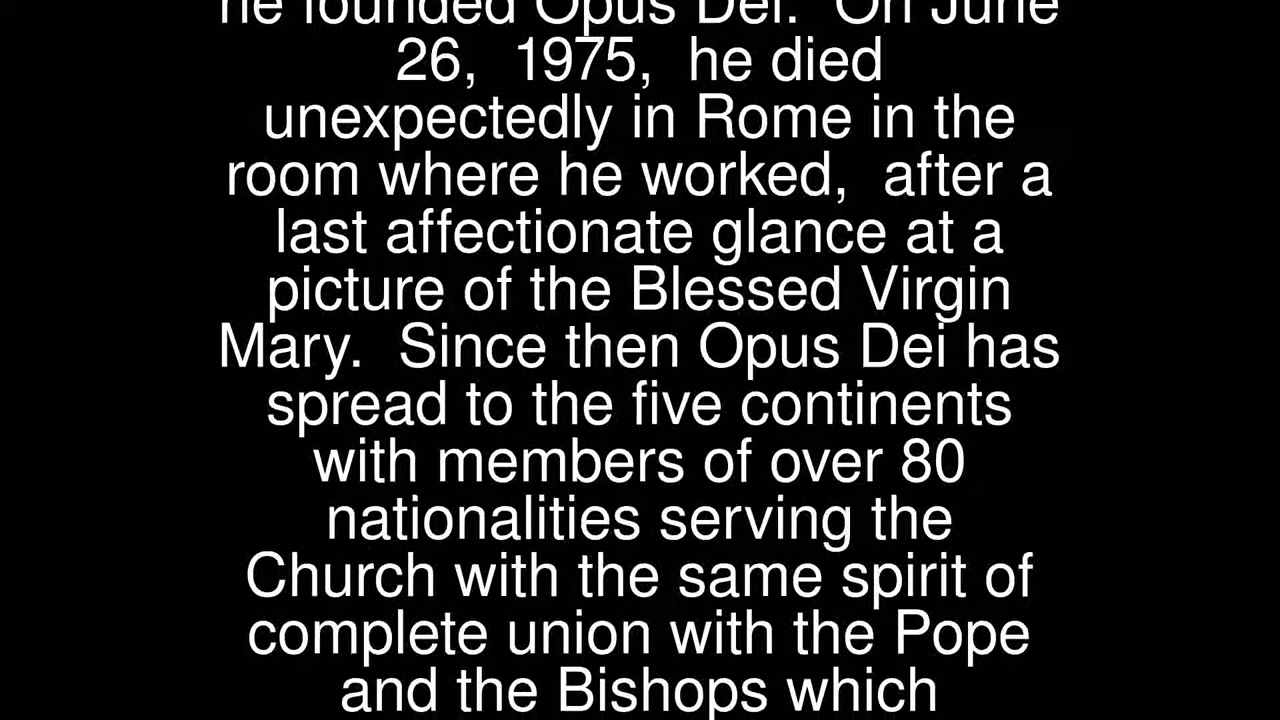 he founded Opus Dei.  On June
26,  1975,  he died
unexpectedly in Rome in the
room where he worked,  after a
last affectionate glance at a
picture of the Blessed Virgin
Mary.  Since then Opus Dei has
spread to the five continents
with members of over 80
nationalities serving the
Church with the same spirit of
complete union with the Pope
and the Bishops which